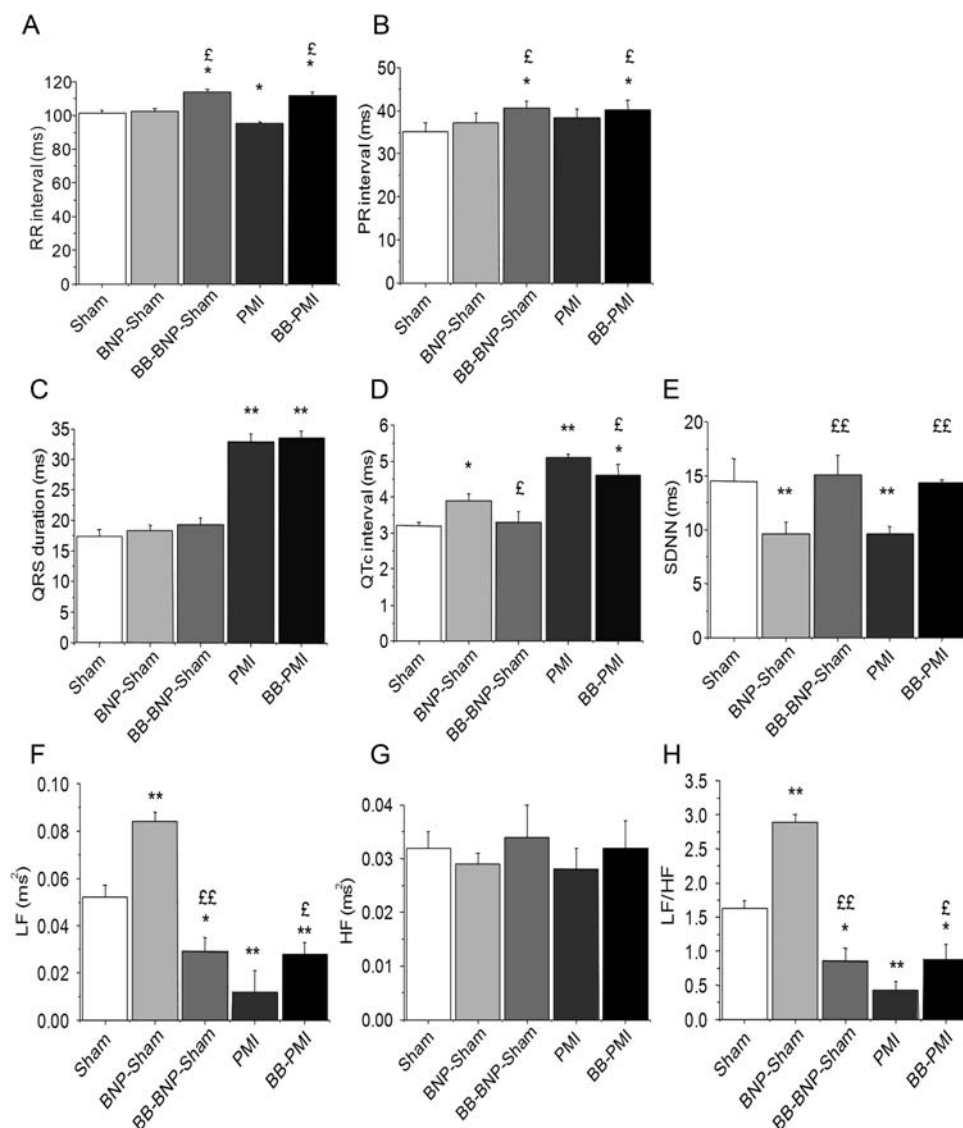 A
£
£
*
*
*
RR interval (ms)
120
100
80
60
40
20
0
Sham
BNP-Sham
BB-BNP-Sham
PMI
BB-PMI
B
£
£
*
*
PR interval (ms)
50
40
30
20
10
0
Sham
BNP-Sham
BB-BNP-Sham
PMI
BB-PMI
C
**
**
QRS duration (ms)
35
30
25
20
15
10
5
0
Sham
BNP-Sham
BB-BNP-Sham
PMI
BB-PMI
D
*
£
**
£
*
QTc interval (ms)
6
5
4
3
2
1
0
Sham
BNP-Sham
BB-BNP-Sham
PMI
BB-PMI
E
££
££
**
**
SDNN (ms)
20
15
10
5
0
Sham
BNP-Sham
BB-BNP-Sham
PMI
BB-PMI
F
**
££
*
**
£
**
LF (ms²)
0.10
0.08
0.06
0.04
0.02
0.00
Sham
BNP-Sham
BB-BNP-Sham
PMI
BB-PMI
G
HF (ms²)
0.04
0.03
0.02
0.01
0.00
Sham
BNP-Sham
BB-BNP-Sham
PMI
BB-PMI
H
**
££
*
**
£
*
LF/HF
3.5
3.0
2.5
2.0
1.5
1.0
0.5
0.0
Sham
BNP-Sham
BB-BNP-Sham
PMI
BB-PMI